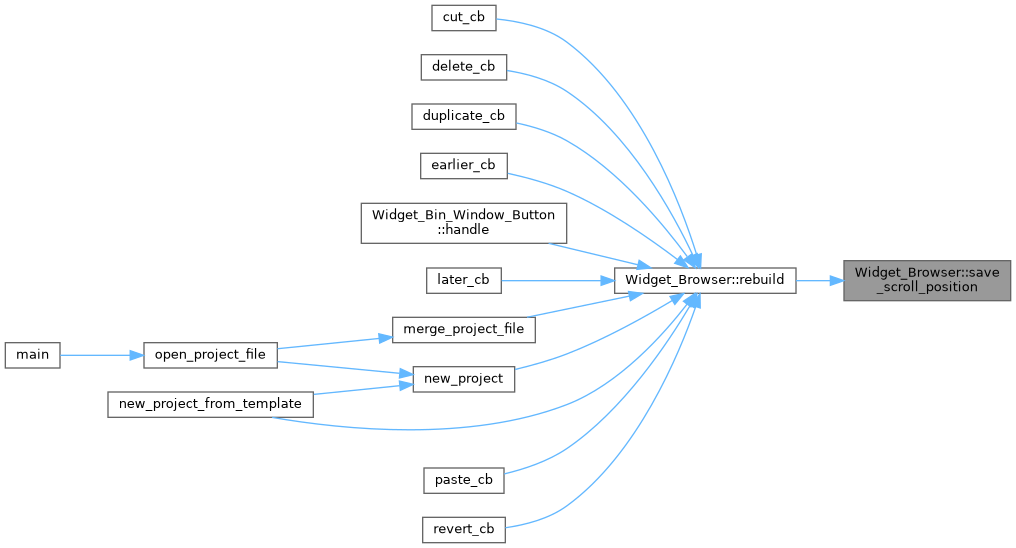 cut_cb
delete_cb
duplicate_cb
earlier_cb
Widget_Bin_Window_Button
::handle
later_cb
Widget_Browser::rebuild
Widget_Browser::save
_scroll_position
merge_project_file
main
open_project_file
new_project
new_project_from_template
paste_cb
revert_cb